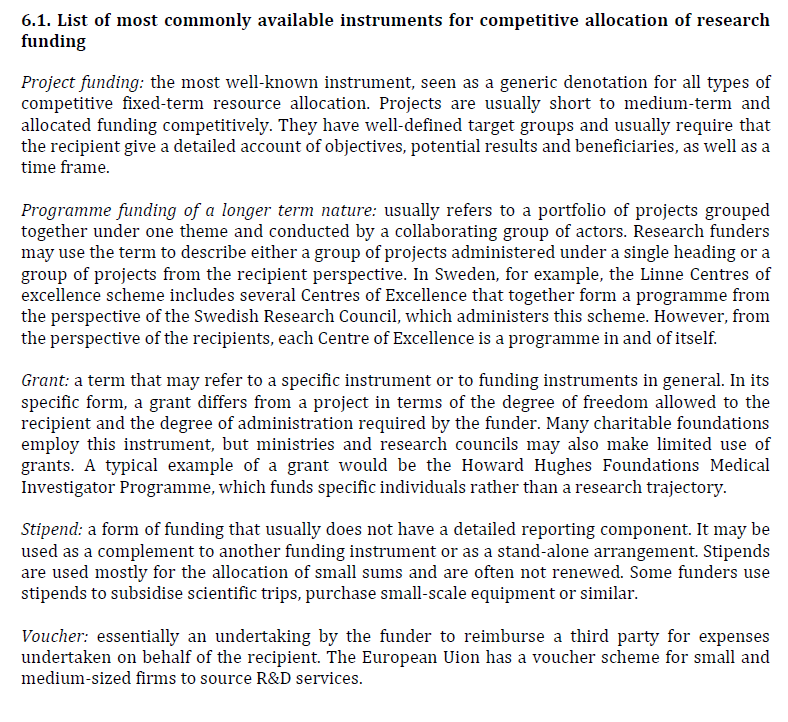 6.1. List of most commonly available instruments for competitive allocation of research
funding
Project funding: the most well-known instrument, seen as a generic denotation for all types of
competitive fixed-term resource allocation. Projects are usually short to medium-term and
allocated funding competitively. They have well-defined target groups and usually require that
the recipient give a detailed account of objectives, potential results and beneficiaries, as well as a
time frame.
Programme funding of a longer term nature: usually refers to a portfolio of projects grouped
together under one theme and conducted by a collaborating group of actors. Research funders
may use the term to describe either a group of projects administered under a single heading or a
group of projects from the recipient perspective. In Sweden, for example, the Linne Centres of
excellence scheme includes several Centres of Excellence that together form a programme from
the perspective of the Swedish Research Council, which administers this scheme. However, from
the perspective of the recipients, each Centre of Excellence is a programme in and of itself.
Grant: a term that may refer to a specific instrument or to funding instruments in general. In its
specific form, a grant differs from a project in terms of the degree of freedom allowed to the
recipient and the degree of administration required by the funder. Many charitable foundations
employ this instrument, but ministries and research councils may also make limited use of
grants. A typical example of a grant would be the Howard Hughes Foundations Medical
Investigator Programme, which funds specific individuals rather than a research trajectory.
Stipend: a form of funding that usually does not have a detailed reporting component. It may be
used as a complement to another funding instrument or as a stand-alone arrangement. Stipends
are used mostly for the allocation of small sums and are often not renewed. Some funders use
stipends to subsidise scientific trips, purchase small-scale equipment or similar.
Voucher: essentially an undertaking by the funder to reimburse a third party for expenses
undertaken on behalf of the recipient. The European Uion has a voucher scheme for small and
medium-sized firms to source R&D services.